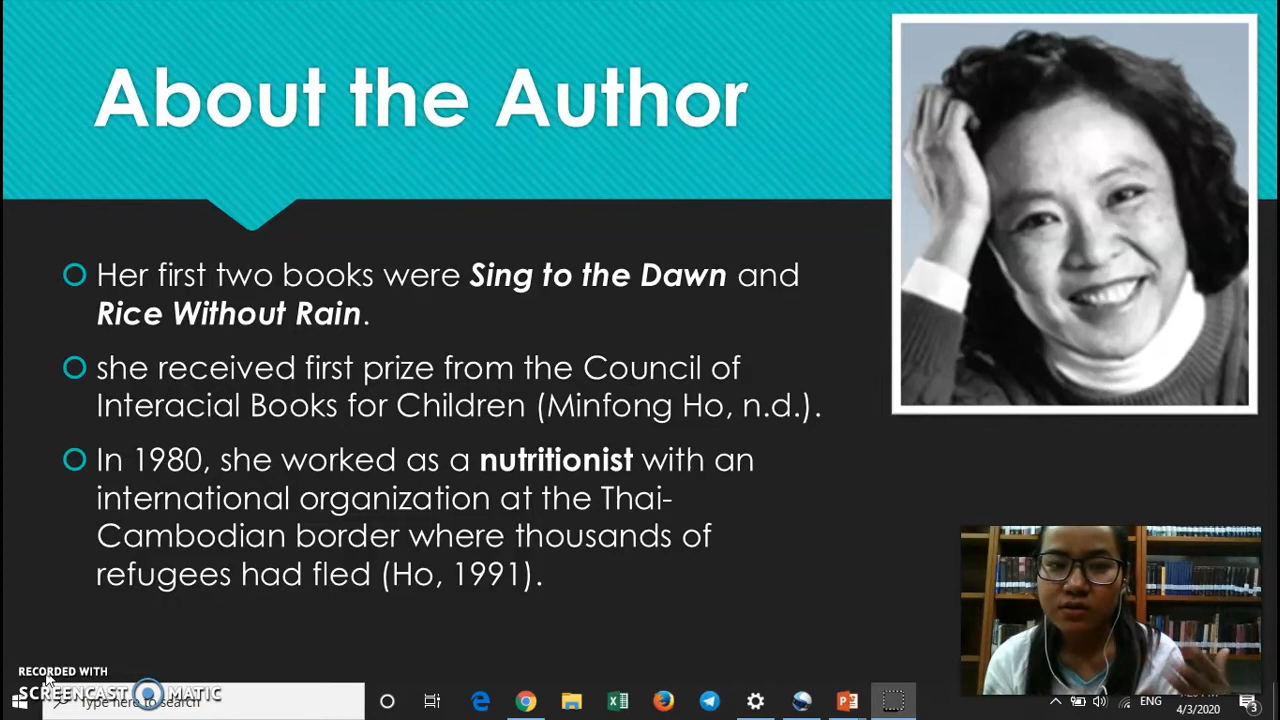 About the Author
Her first two books were Sing to the Dawn and
Rice Without Rain.
she received first prize from the Council of
Interacial Books for Children (Minfong Ho, n.d.).
In 1980, she worked as a nutritionist with an
international organization at the Thai-
Cambodian border where thousands of
refugees had fled (Ho, 1991).
RECORDED WITH
SCREENCAST MATIC
Type here to search
ENG
4/3/2020
3